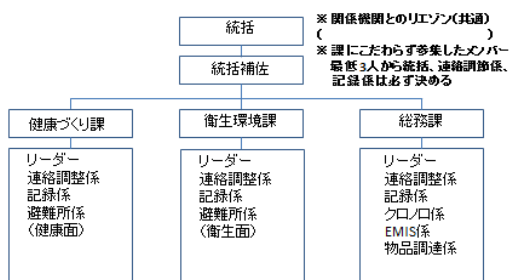 統括
※ 関係機関とのリエゾン(共通)
( )
統括補佐
※ 課にこだわらず参集したメンバー
最低3人から統括、連絡調節係、
記録係は必ず決める
健康づくり課
リーダー
連絡調整係
記録係
避難所係
(健康面)
衛生環境課
リーダー
連絡調整係
記録係
避難所係
(衛生面)
総務課
リーダー
連絡調整係
記録係
クロノロ係
EMIS係
物品調達係